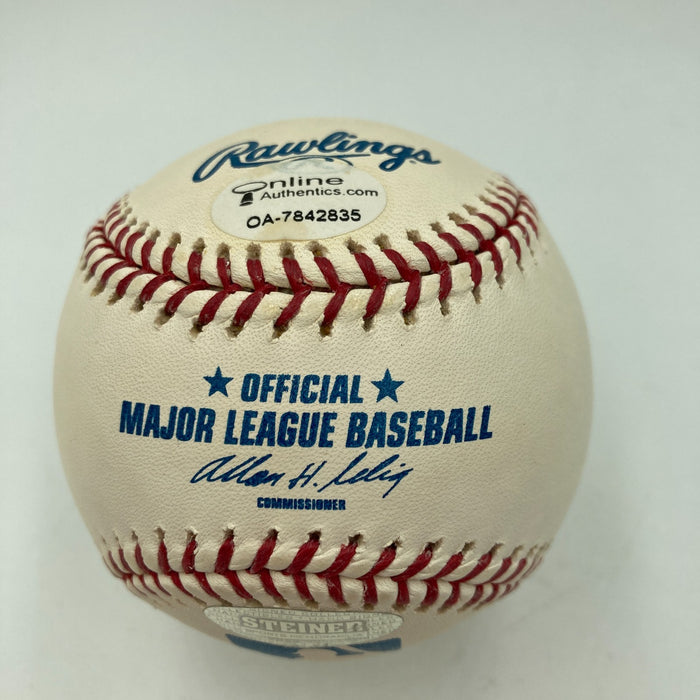 Rawlings
Online
Authentics.com
OA-7842835
OFFICIAL
MAJOR LEAGUE BASEBALL
Allan H. Selig
COMMISSIONER
STEINER